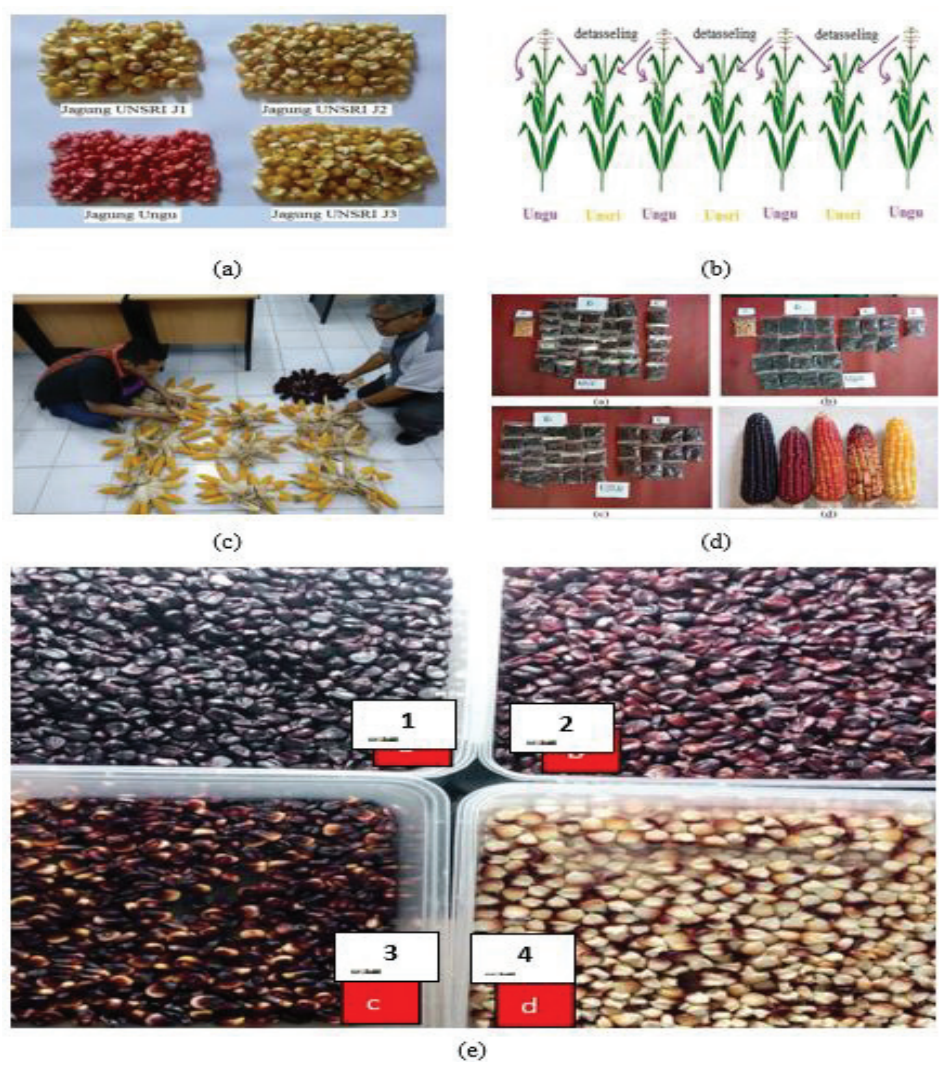 Jagung UNSRI J1
Jagung UNSRI J2
Jagung Ungu
Jagung UNSRI J3
(a)
detasseling
detasseling
detasseling
Ungu
Unsri
Ungu
Unsri
Ungu
Unsri
Ungu
(b)
(c)
(a)
(b)
(c)
(d)
(d)
1
2
3
c
4
d
(e)